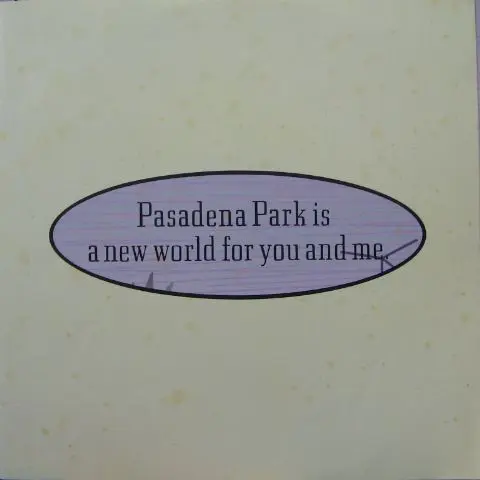 Pasadena Park is
a new world for you and me.